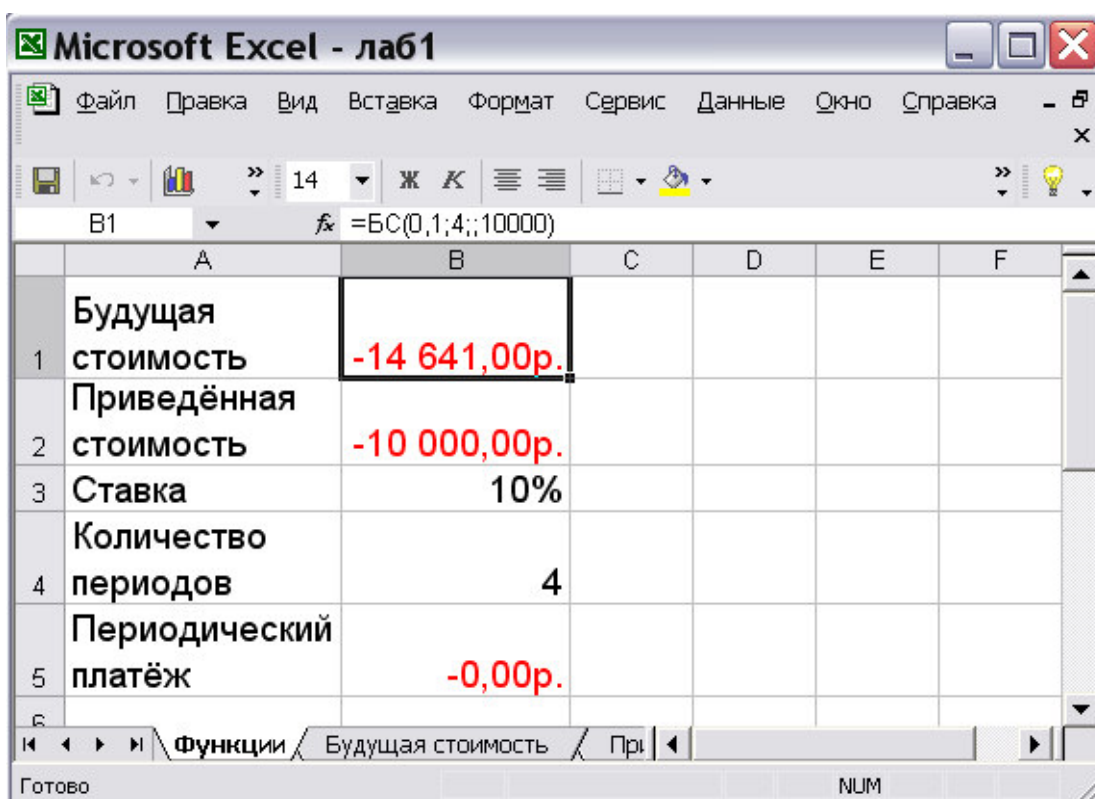 Microsoft Excel - лаб1
Файл Правка Вид Вставка Формат Сервис Данные Окно Справка
14 Ж К
B1 fx =БС(0,1;4;;10000)
A B C D E F
Будущая
1 стоимость -14 641,00р.
Приведённая
2 стоимость -10 000,00р.
3 Ставка 10%
Количество
4 периодов 4
Периодический
5 платёж -0,00р.
6
Функции Будущая стоимость При
Готово NUM